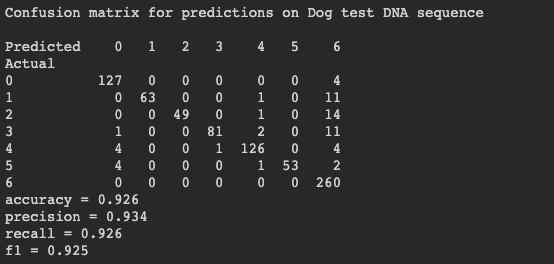 Confusion matrix for predictions on Dog test DNA sequence
Predicted 0 1 2 3 4 5 6
Actual
0 127 0 0 0 0 0 4
1 0 63 0 0 1 0 11
2 0 0 49 0 1 0 14
3 1 0 0 81 2 0 11
4 4 0 0 1 126 0 4
5 4 0 0 0 1 53 2
6 0 0 0 0 0 0 260
accuracy = 0.926
precision = 0.934
recall = 0.926
f1 = 0.925